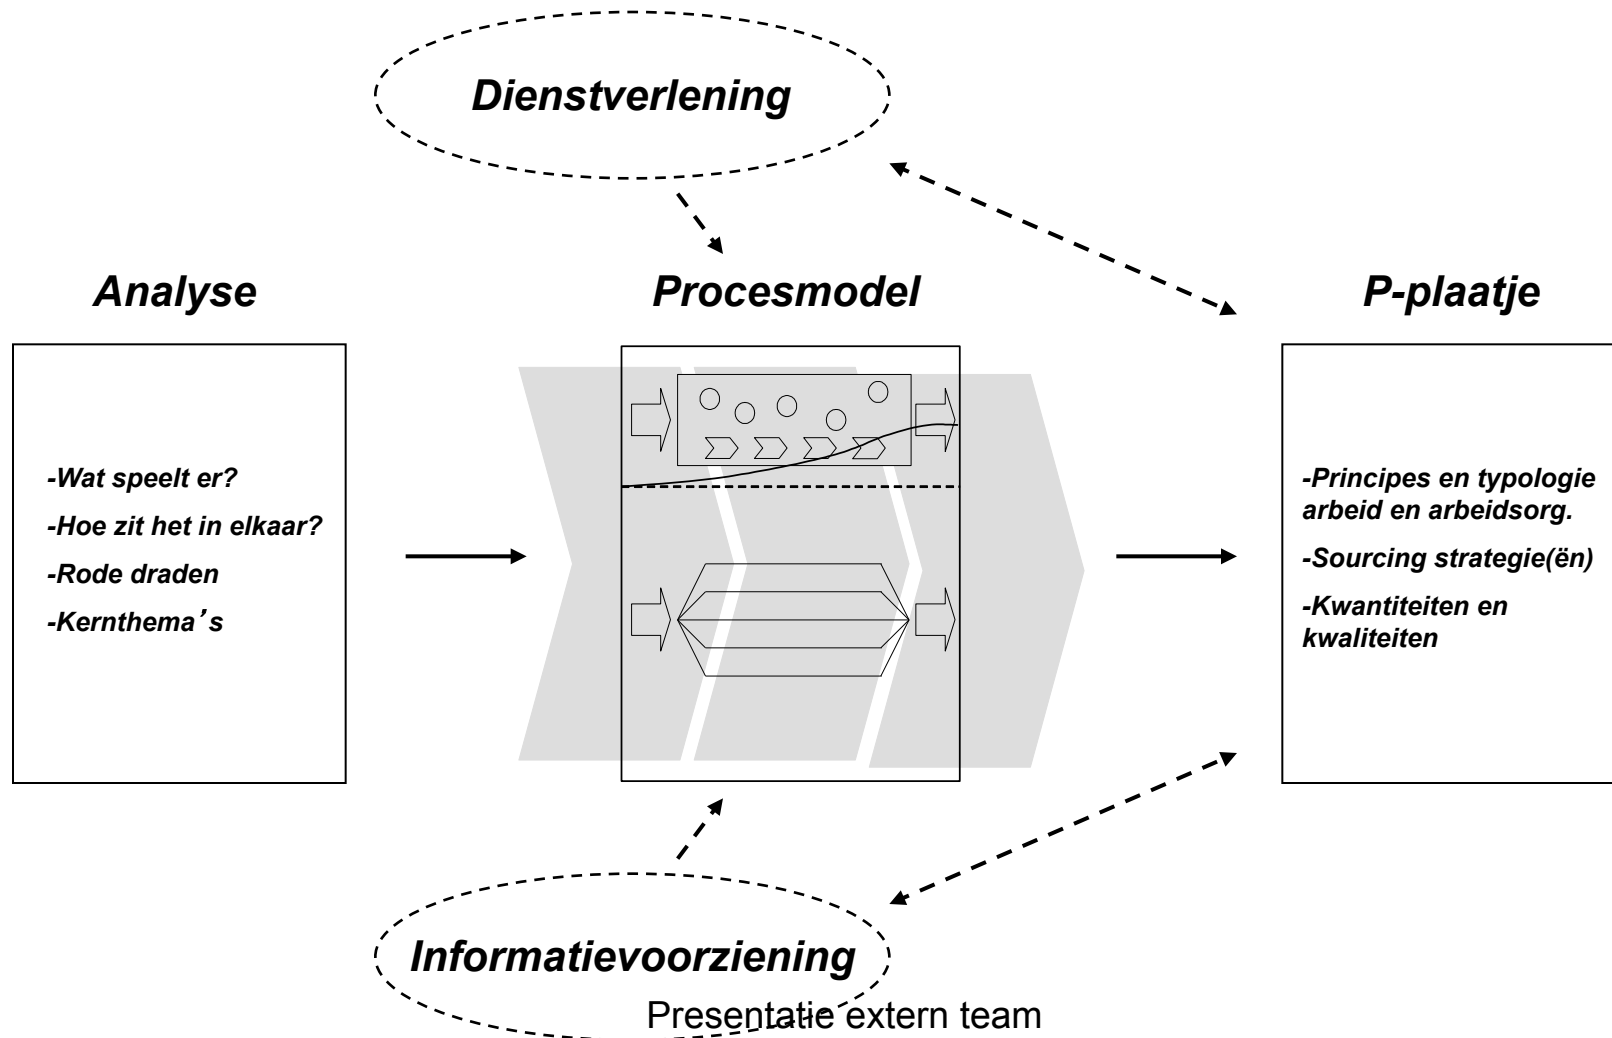 Dienstverlening
Analyse
Procesmodel
P-plaatje
-Wat speelt er?
-Hoe zit het in elkaar?
-Rode draden
-Kernthema’s
-Principes en typologie
arbeid en arbeidsorg.
-Sourcing strategie(ën)
-Kwantiteiten en
kwaliteiten
Informatievoorziening
Presentatie extern team